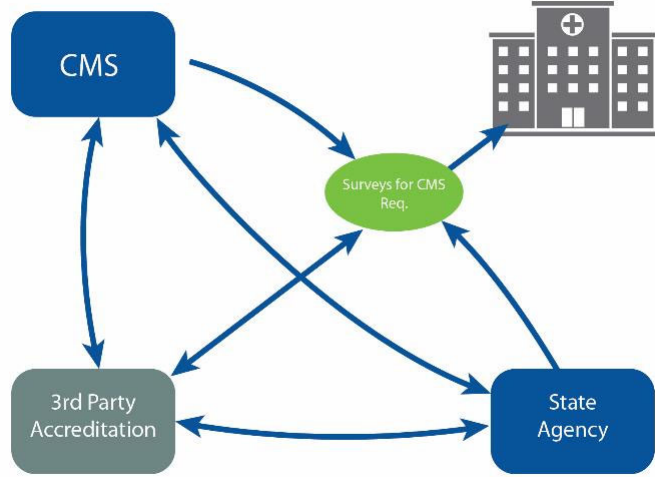 CMS
Surveys for CMS
Req.
3rd Party
Accreditation
State
Agency